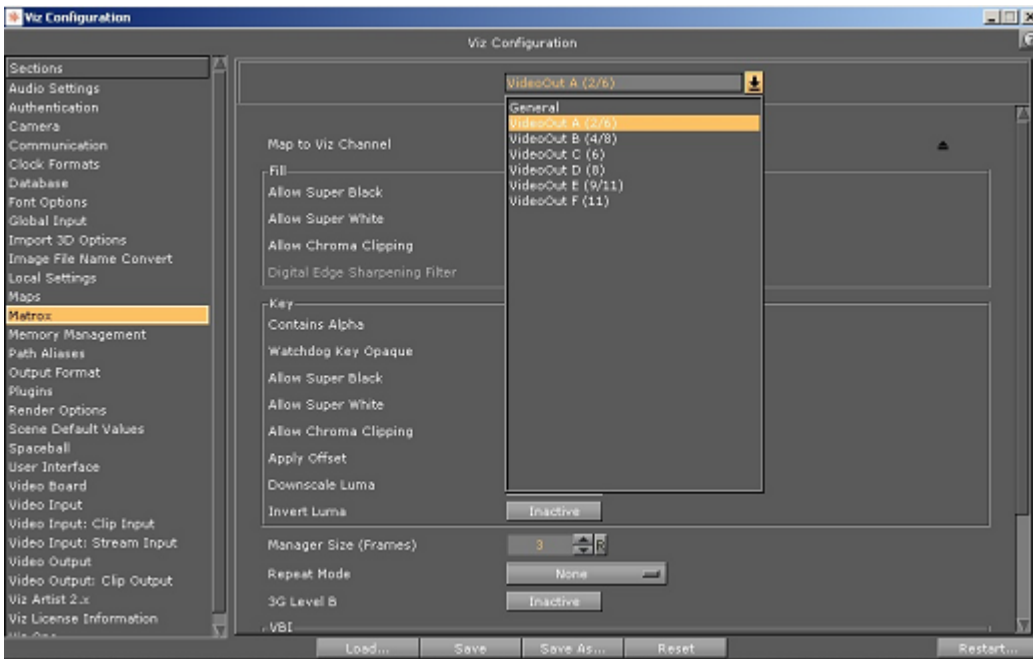 Viz Configuration
Viz Configuration
Sections
Audio Settings
Authentication
Camera
Communication
Clock Formats
Database
Font Options
Global Input
Import 3D Options
Image File Name Convert
Local Settings
Maps
Matrox
Memory Management
Path Aliases
Output Format
Plugins
Render Options
Scene Default Values
Spaceball
User Interface
Video Board
Video Input
Video Input: Clip Input
Video Input: Stream Input
Video Output
Video Output: Clip Output
Viz Artist 2.x
Viz License Information
VideoOut A (2/6)
General
VideoOut A (2/6)
VideoOut B (4/8)
VideoOut C (6)
VideoOut D (8)
VideoOut E (9/11)
VideoOut F (11)
Map to Viz Channel
Fill
Allow Super Black
Allow Super White
Allow Chroma Clipping
Digital Edge Sharpening Filter
Key
Contains Alpha
Watchdog Key Opaque
Allow Super Black
Allow Super White
Allow Chroma Clipping
Apply Offset
Downscale Luma
Invert Luma Inactive
Manager Size (Frames) 3 R
Repeat Mode None
3G Level B Inactive
VBI
Load... Save Save As... Reset Restart...